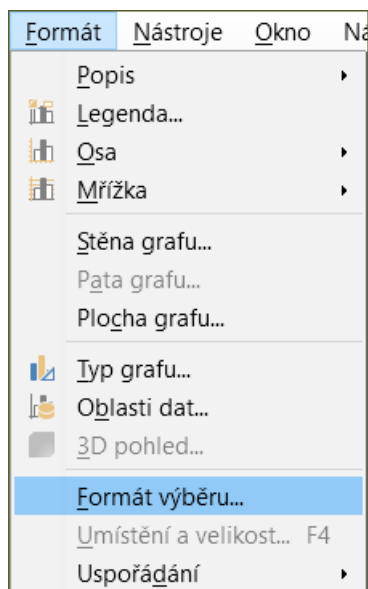 Formát Nástroje Okno Ná
Popis
Legenda...
Osa
Mřížka
Stěna grafu...
Pata grafu...
Plocha grafu...
Typ grafu...
Oblasti dat...
3D pohled...
Formát výběru...
Umístění a velikost... F4
Uspořádání